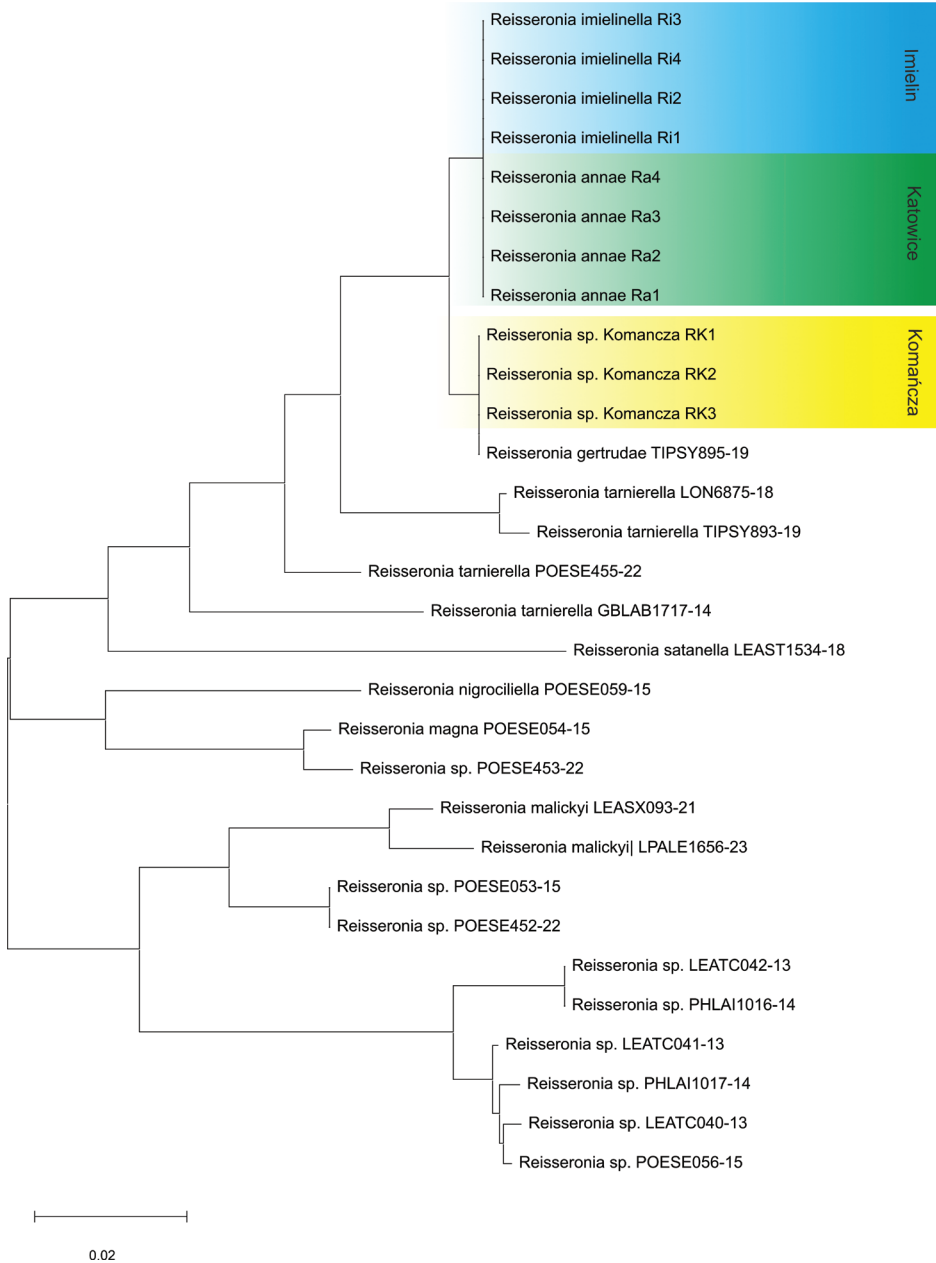 Reisseronia imielinella Ri3
Reisseronia imielinella Ri4
Reisseronia imielinella Ri2
Reisseronia imielinella Ri1
Imielin
Reisseronia annae Ra4
Reisseronia annae Ra3
Reisseronia annae Ra2
Reisseronia annae Ra1
Katowice
Reisseronia sp. Komancza RK1
Reisseronia sp. Komancza RK2
Reisseronia sp. Komancza RK3
Komańcza
Reisseronia gertrudae TIPSY895-19
Reisseronia tarnierella LON6875-18
Reisseronia tarnierella TIPSY893-19
Reisseronia tarnierella POESE455-22
Reisseronia tarnierella GBLAB1717-14
Reisseronia satanella LEAST1534-18
Reisseronia nigrociliella POESE059-15
Reisseronia magna POESE054-15
Reisseronia sp. POESE453-22
Reisseronia malickyi LEASX093-21
Reisseronia malickyi| LPALE1656-23
Reisseronia sp. POESE053-15
Reisseronia sp. POESE452-22
Reisseronia sp. LEATC042-13
Reisseronia sp. PHLAI1016-14
Reisseronia sp. LEATC041-13
Reisseronia sp. PHLAI1017-14
Reisseronia sp. LEATC040-13
Reisseronia sp. POESE056-15
0.02